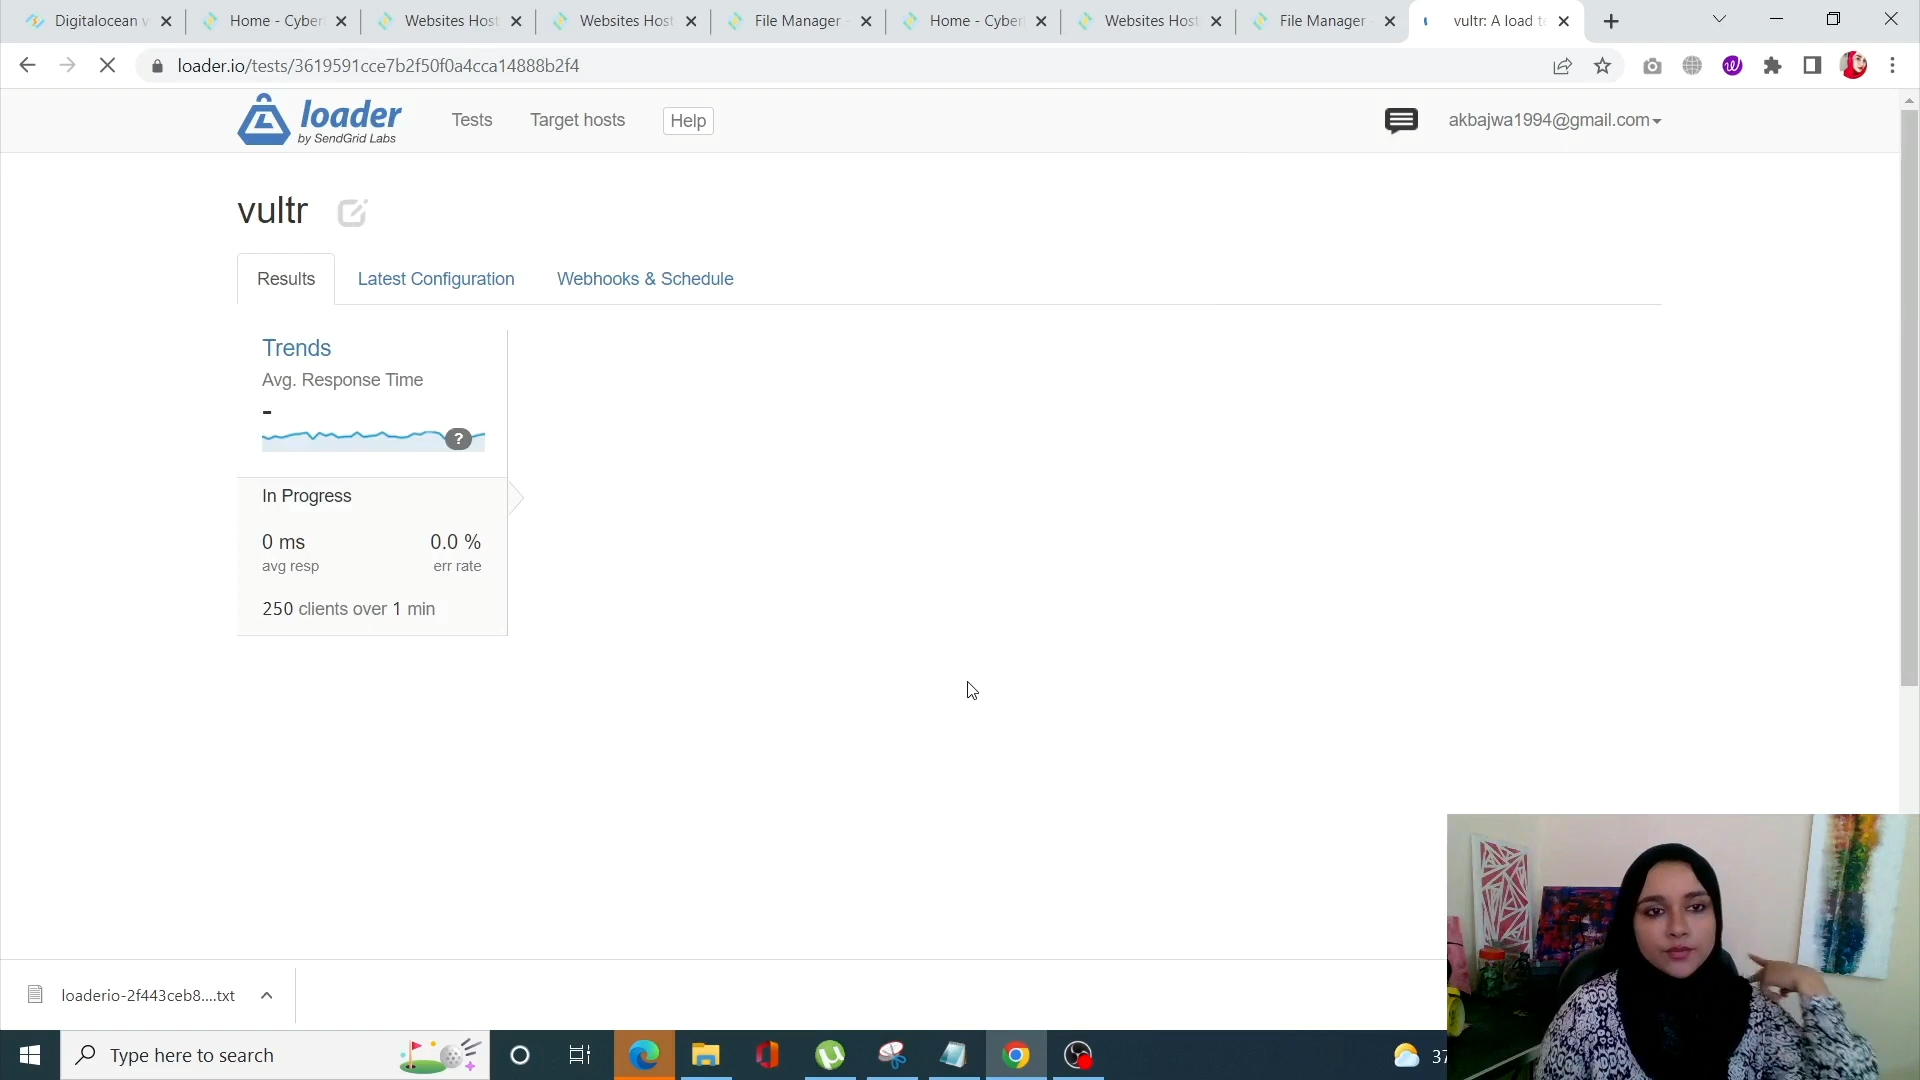 Digitalocean v
Home - Cyber
Websites Host
Websites Host
File Manager -
Home - Cyber
Websites Host
File Manager -
vultr: A load te
loader.io/tests/3619591cce7b2f50f0a4cca14888b2f4
loader
by SendGrid Labs
Tests
Target hosts
Help
akbajwa1994@gmail.com
vultr
Results
Latest Configuration
Webhooks & Schedule
Trends
Avg. Response Time
-
?
In Progress
0 ms
0.0 %
avg resp
err rate
250 clients over 1 min
loaderio-2f443ceb8....txt
Type here to search
37